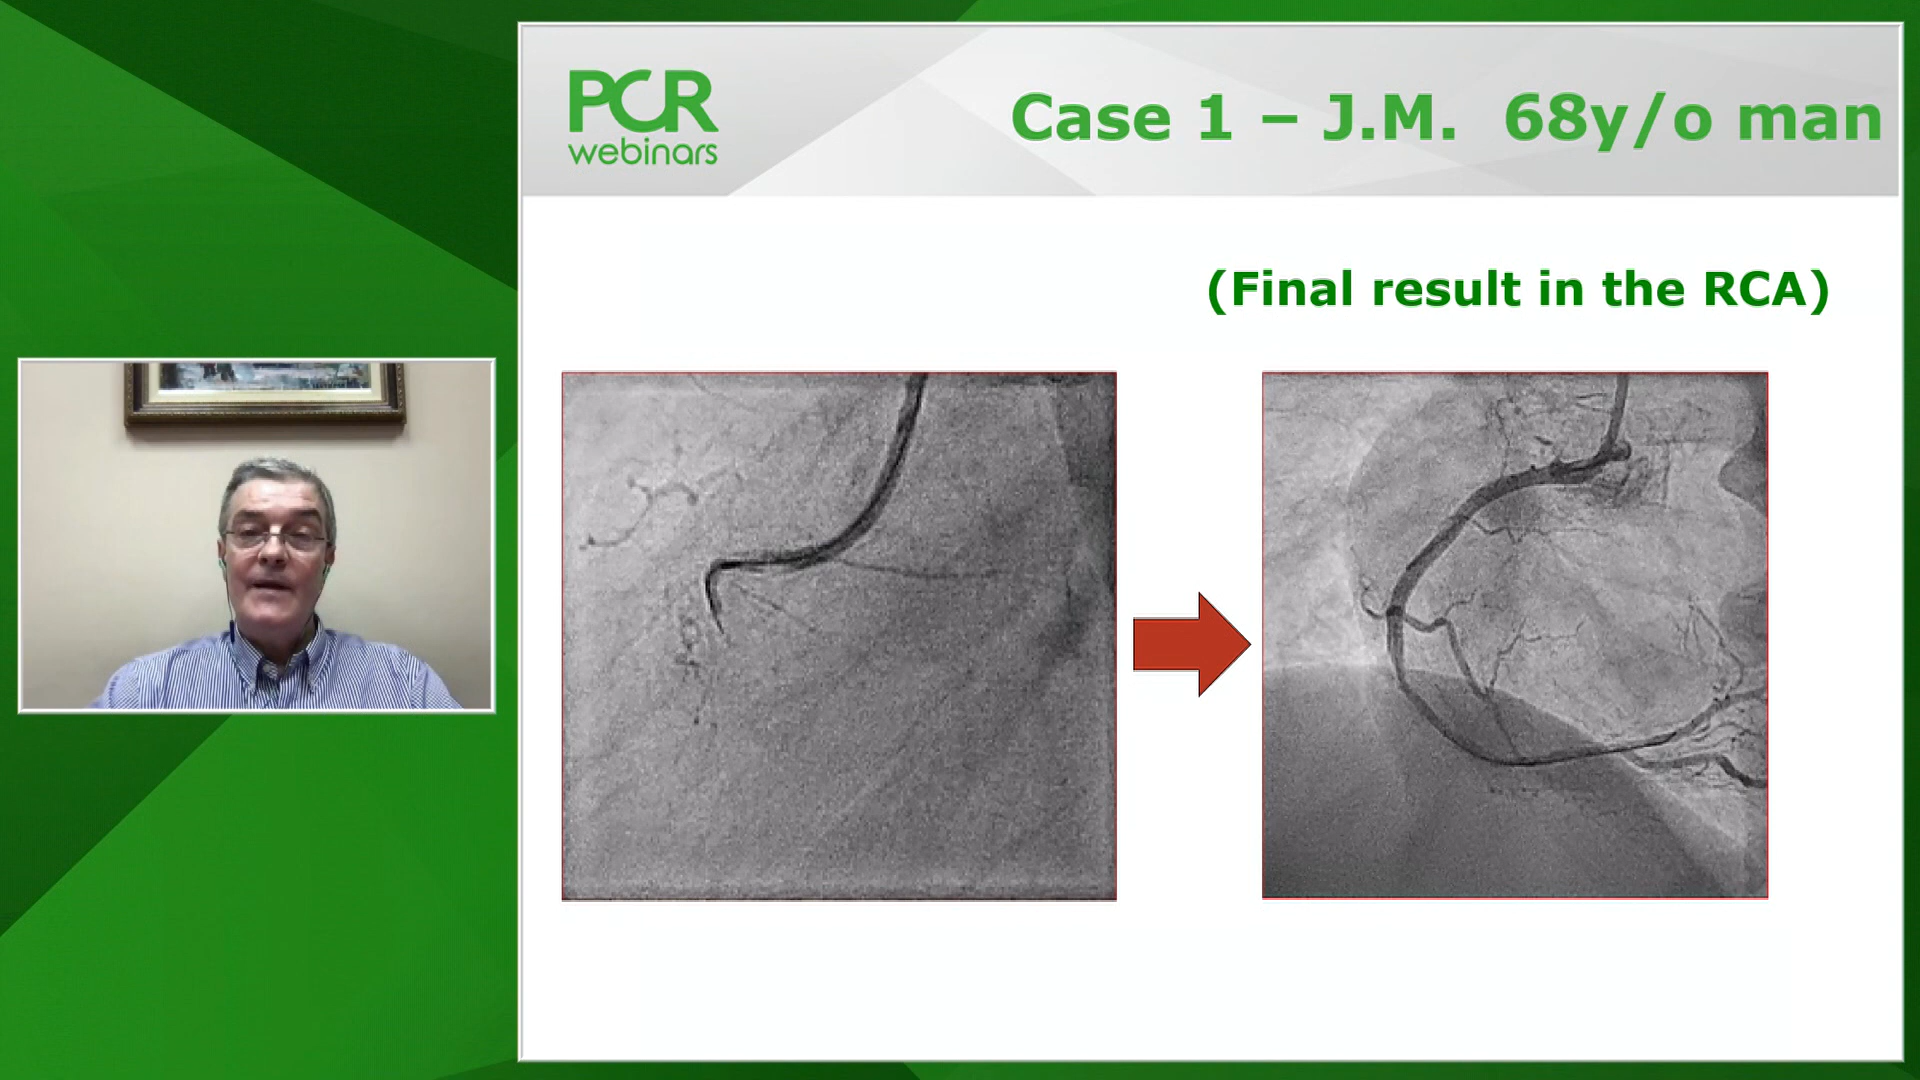 PCR
webinars
Case 1 – J.M. 68y/o man
(Final result in the RCA)